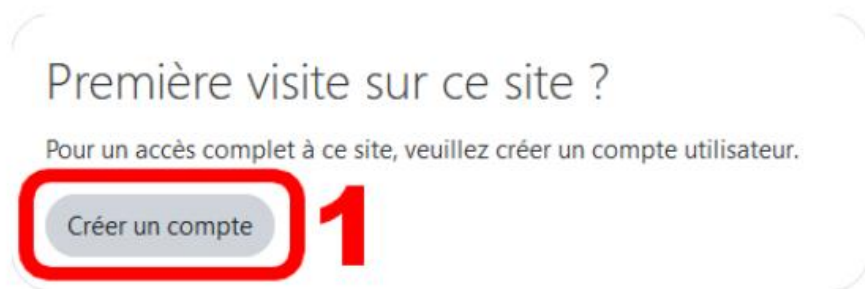 Première visite sur ce site ?
Pour un accès complet à ce site, veuillez créer un compte utilisateur.
Créer un compte 1